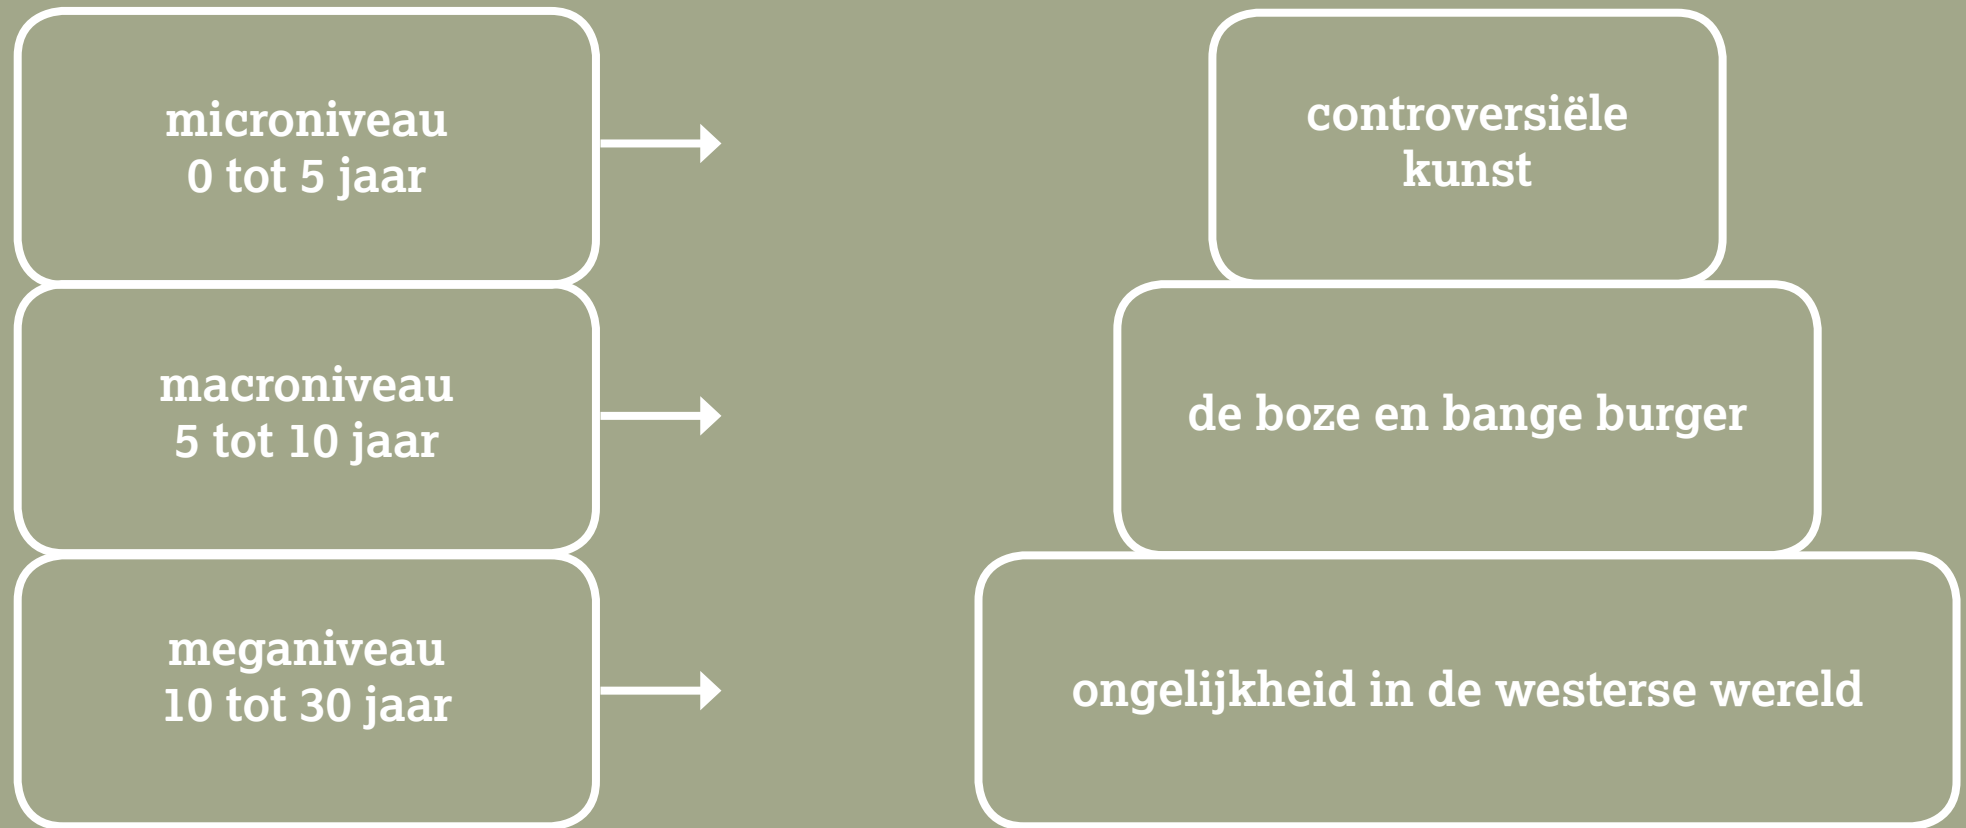 microniveau
0 tot 5 jaar
controversiële
kunst
macroniveau
5 tot 10 jaar
de boze en bange burger
meganiveau
10 tot 30 jaar
ongelijkheid in de westerse wereld